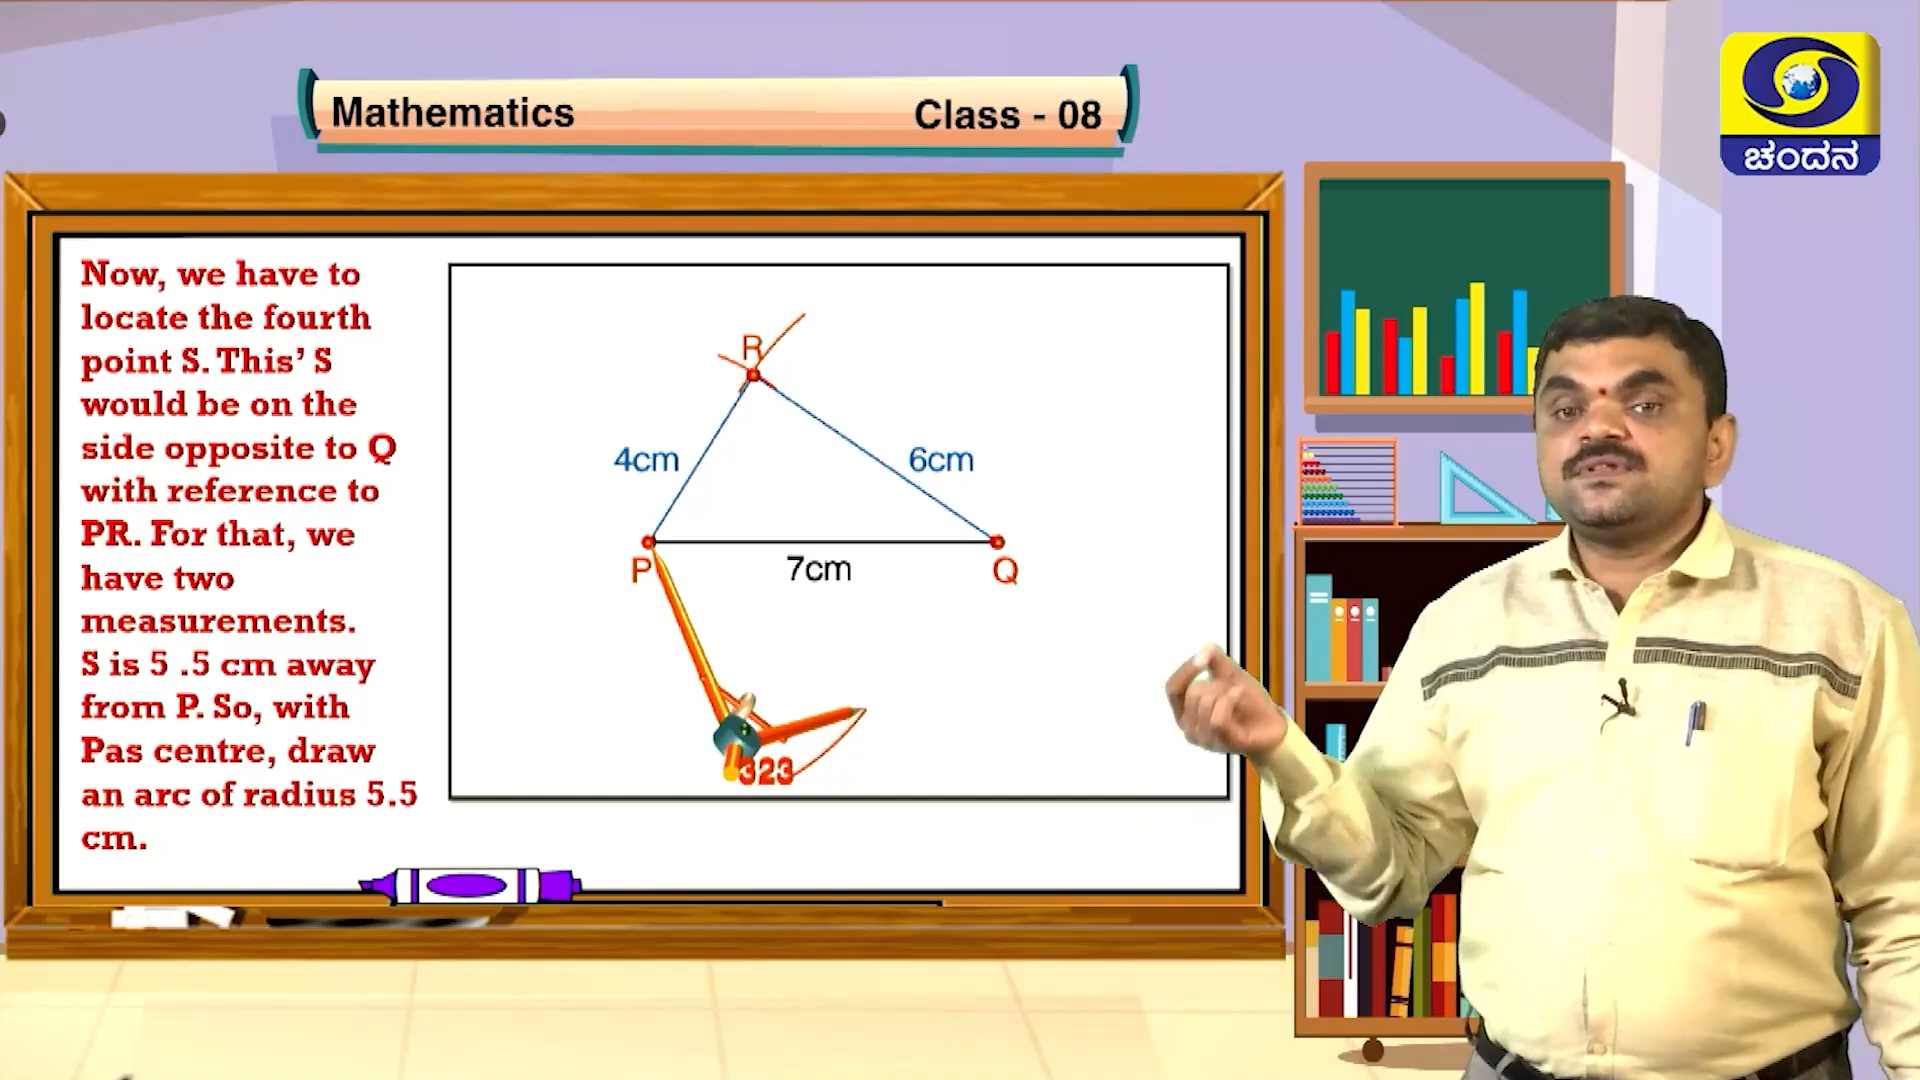 Mathematics Class - 08
ಚಂದನ
Now, we have to
locate the fourth
point S. This’ S
would be on the
side opposite to Q
with reference to
PR. For that, we
have two
measurements.
S is 5 .5 cm away
from P. So, with
Pas centre, draw
an arc of radius 5.5
cm.
R
4cm
6cm
P
7cm
Q
323